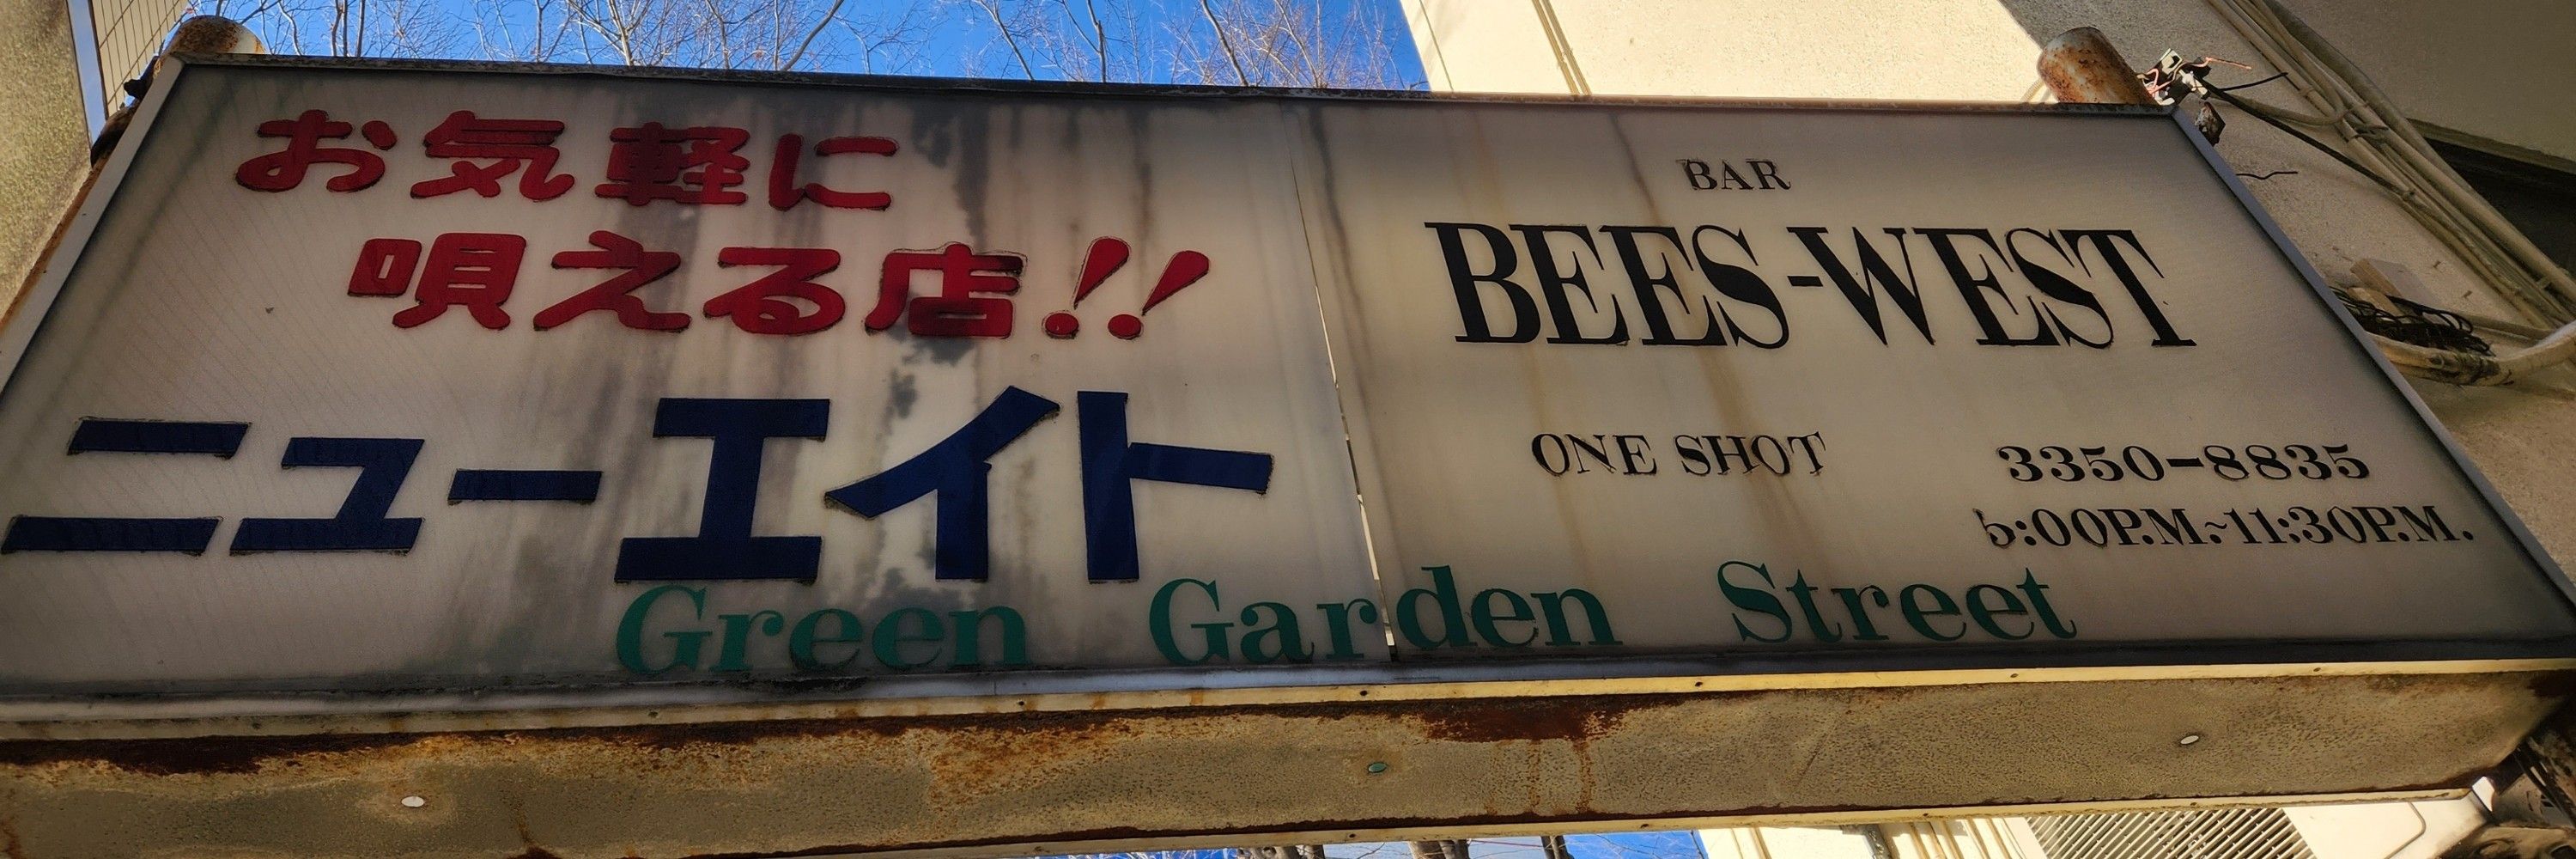 お気軽に
唄える店!!
ニューエイト
BAR
BEES-WEST
ONE SHOT
3350-8835
5:00P.M.~11:30P.M.
Green Garden Street